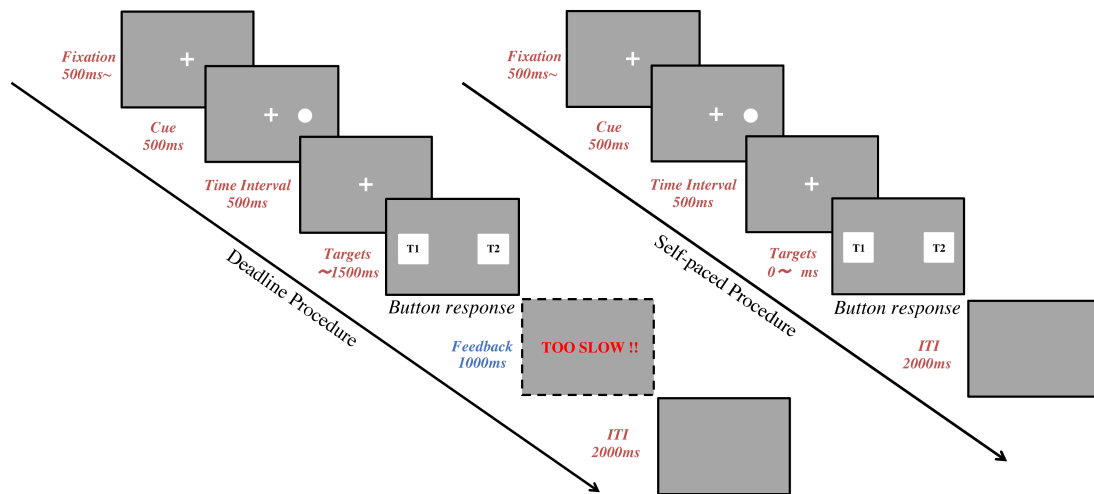 Fixation
500ms~
Cue
500ms
Time Interval
500ms
Targets
~1500ms
T1
T2
Button response
Deadline Procedure
Feedback
1000ms
TOO SLOW !!
ITI
2000ms
Fixation
500ms~
Cue
500ms
Time Interval
500ms
Targets
0~ ms
T1
T2
Button response
Self-paced Procedure
ITI
2000ms